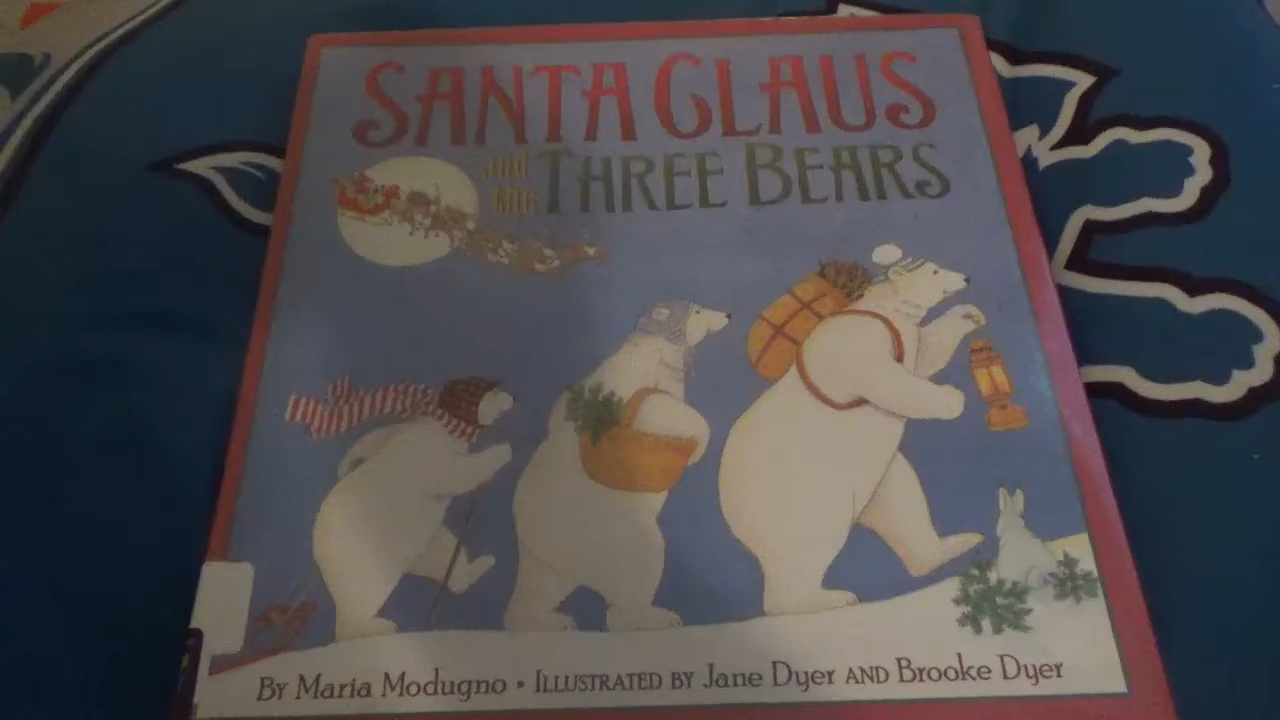 SANTA CLAUS
and the THREE BEARS
BY Maria Modugno • ILLUSTRATED BY Jane Dyer AND Brooke Dyer